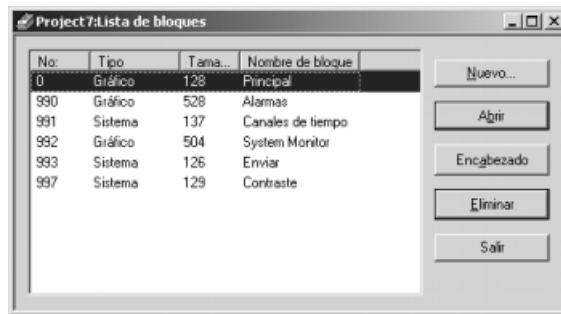 Project7:Lista de bloques
No: Tipo Tama... Nombre de bloque
0 Gráfico 128 Principal
990 Gráfico 528 Alarmas
991 Sistema 137 Canales de tiempo
992 Gráfico 504 System Monitor
993 Sistema 126 Enviar
997 Sistema 129 Contraste
Nuevo...
Abrir
Encabezado
Eliminar
Salir